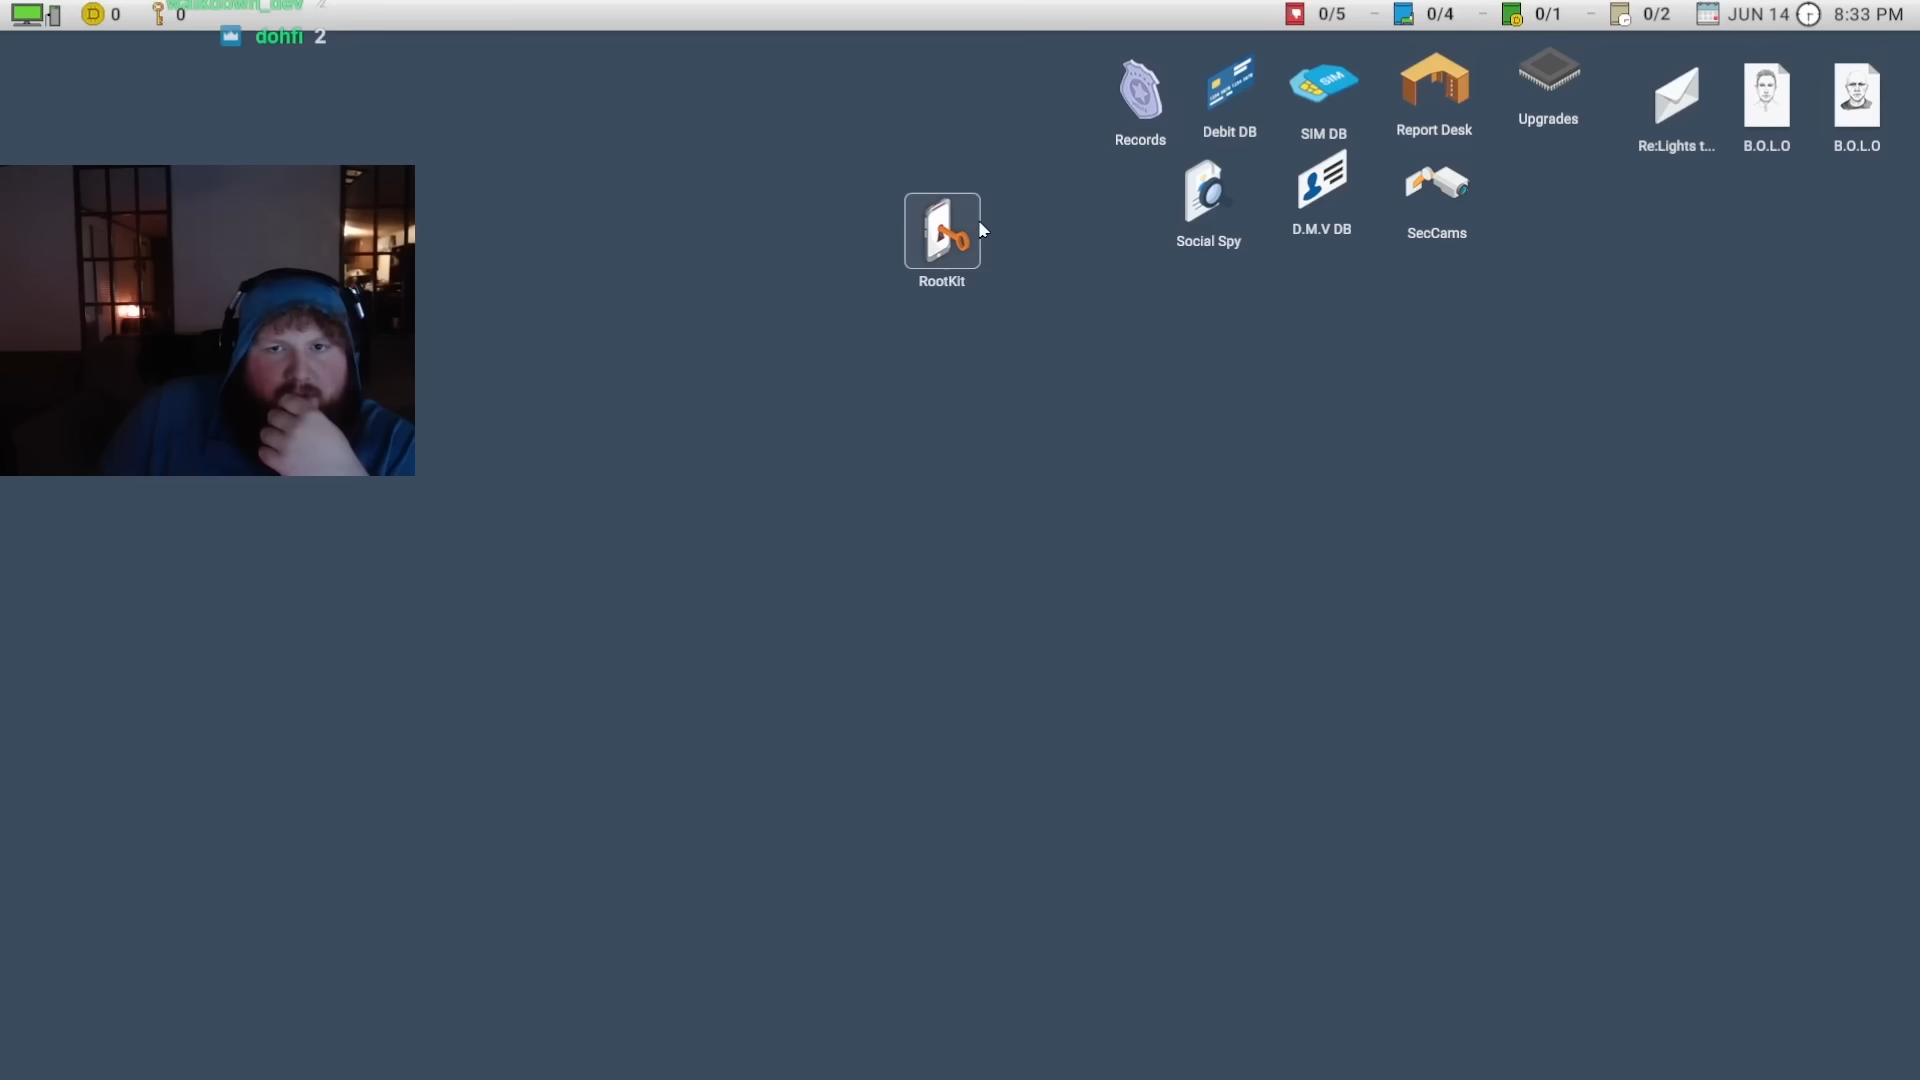 0 0 0/5 – 0/4 – 0/1 – 0/2 JUN 14 8:33 PM
dohfi 2
Records
Debit DB
SIM DB
Report Desk
Upgrades
Re:Lights t...
B.O.L.O
B.O.L.O
Social Spy
D.M.V DB
SecCams
RootKit
SIM